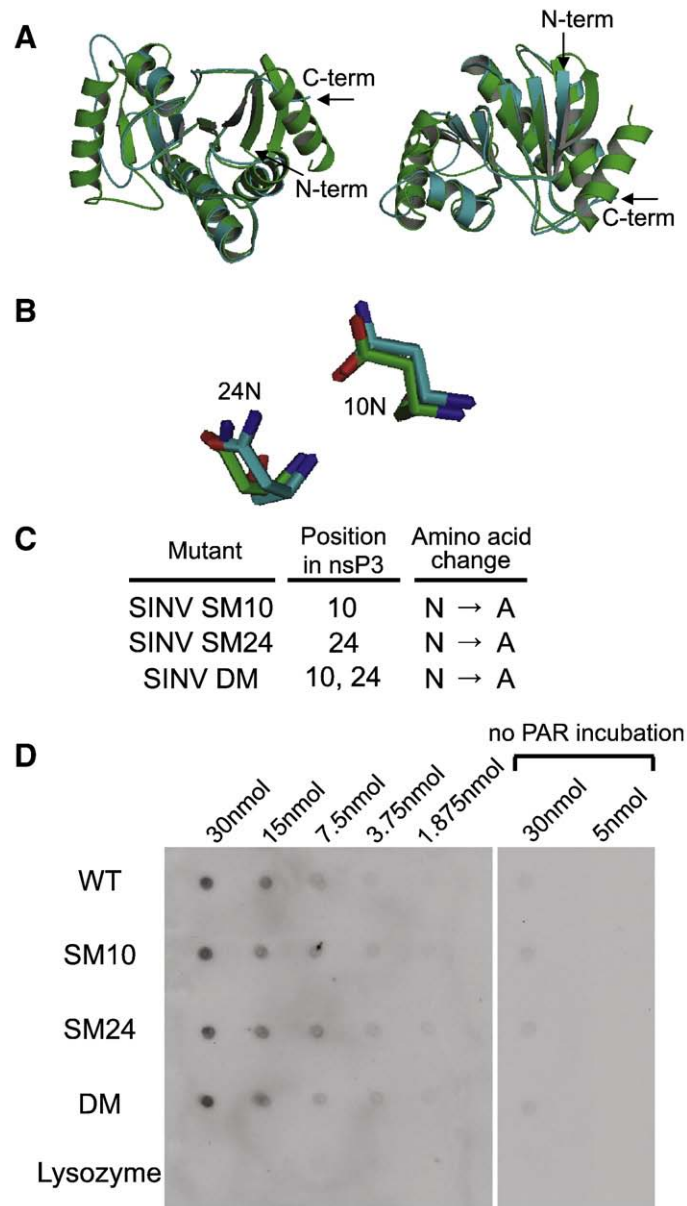 A
N-term
C-term
N-term
C-term
B
24N
10N
C
Mutant
Position in nsP3
Amino acid change
SINV SM10 10 N → A
SINV SM24 24 N → A
SINV DM 10, 24 N → A
D
no PAR incubation
30nmol 15nmol 7.5nmol 3.75nmol 1.875nmol 30nmol 5nmol
WT
SM10
SM24
DM
Lysozyme